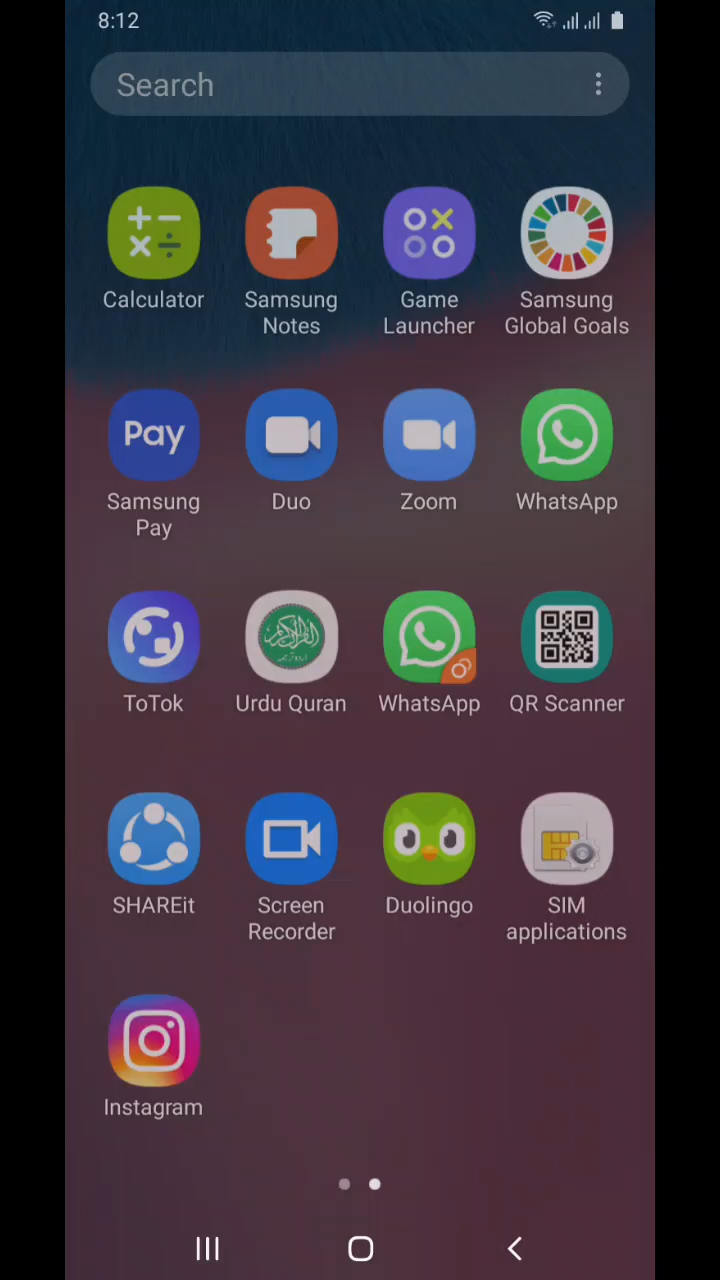 8:12
Search
Calculator
Samsung
Notes
Game
Launcher
Samsung
Global Goals
Pay
Samsung
Pay
Duo
Zoom
WhatsApp
ToTok
Urdu Quran
WhatsApp
QR Scanner
SHAREit
Screen
Recorder
Duolingo
SIM
applications
Instagram